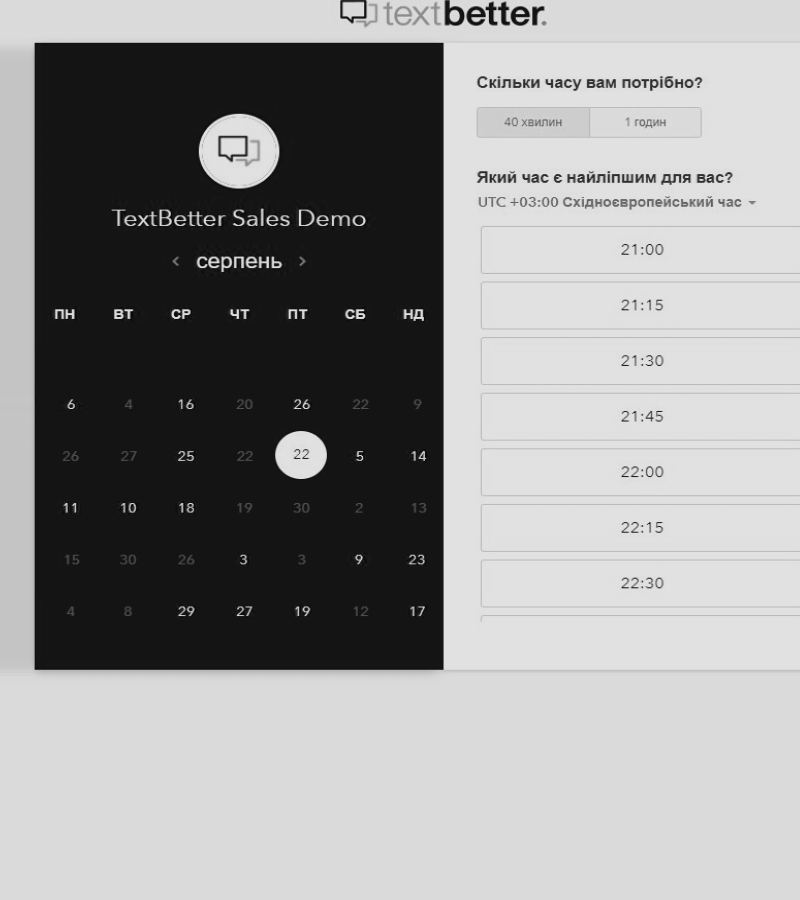 textbetter.
TextBetter Sales Demo
‹ серпень ›
ПН ВТ СР ЧТ ПТ СБ НД
6 4 16 20 26 22 9
26 27 25 22 22 5 14
11 10 18 19 30 2 13
15 30 26 3 3 9 23
4 8 29 27 19 12 17
Скільки часу вам потрібно?
40 хвилин 1 годин
Який час є найліпшим для вас?
UTC +03:00 Східноєвропейський час
21:00
21:15
21:30
21:45
22:00
22:15
22:30